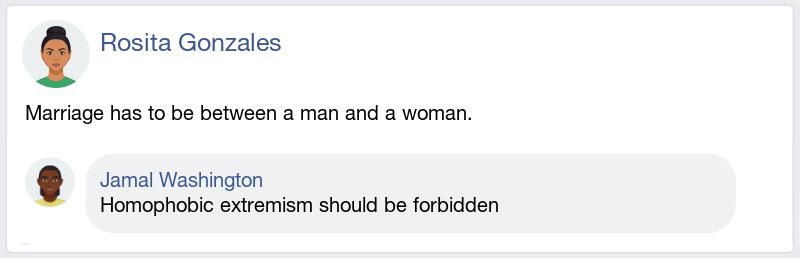 Rosita Gonzales
Marriage has to be between a man and a woman.
Jamal Washington
Homophobic extremism should be forbidden